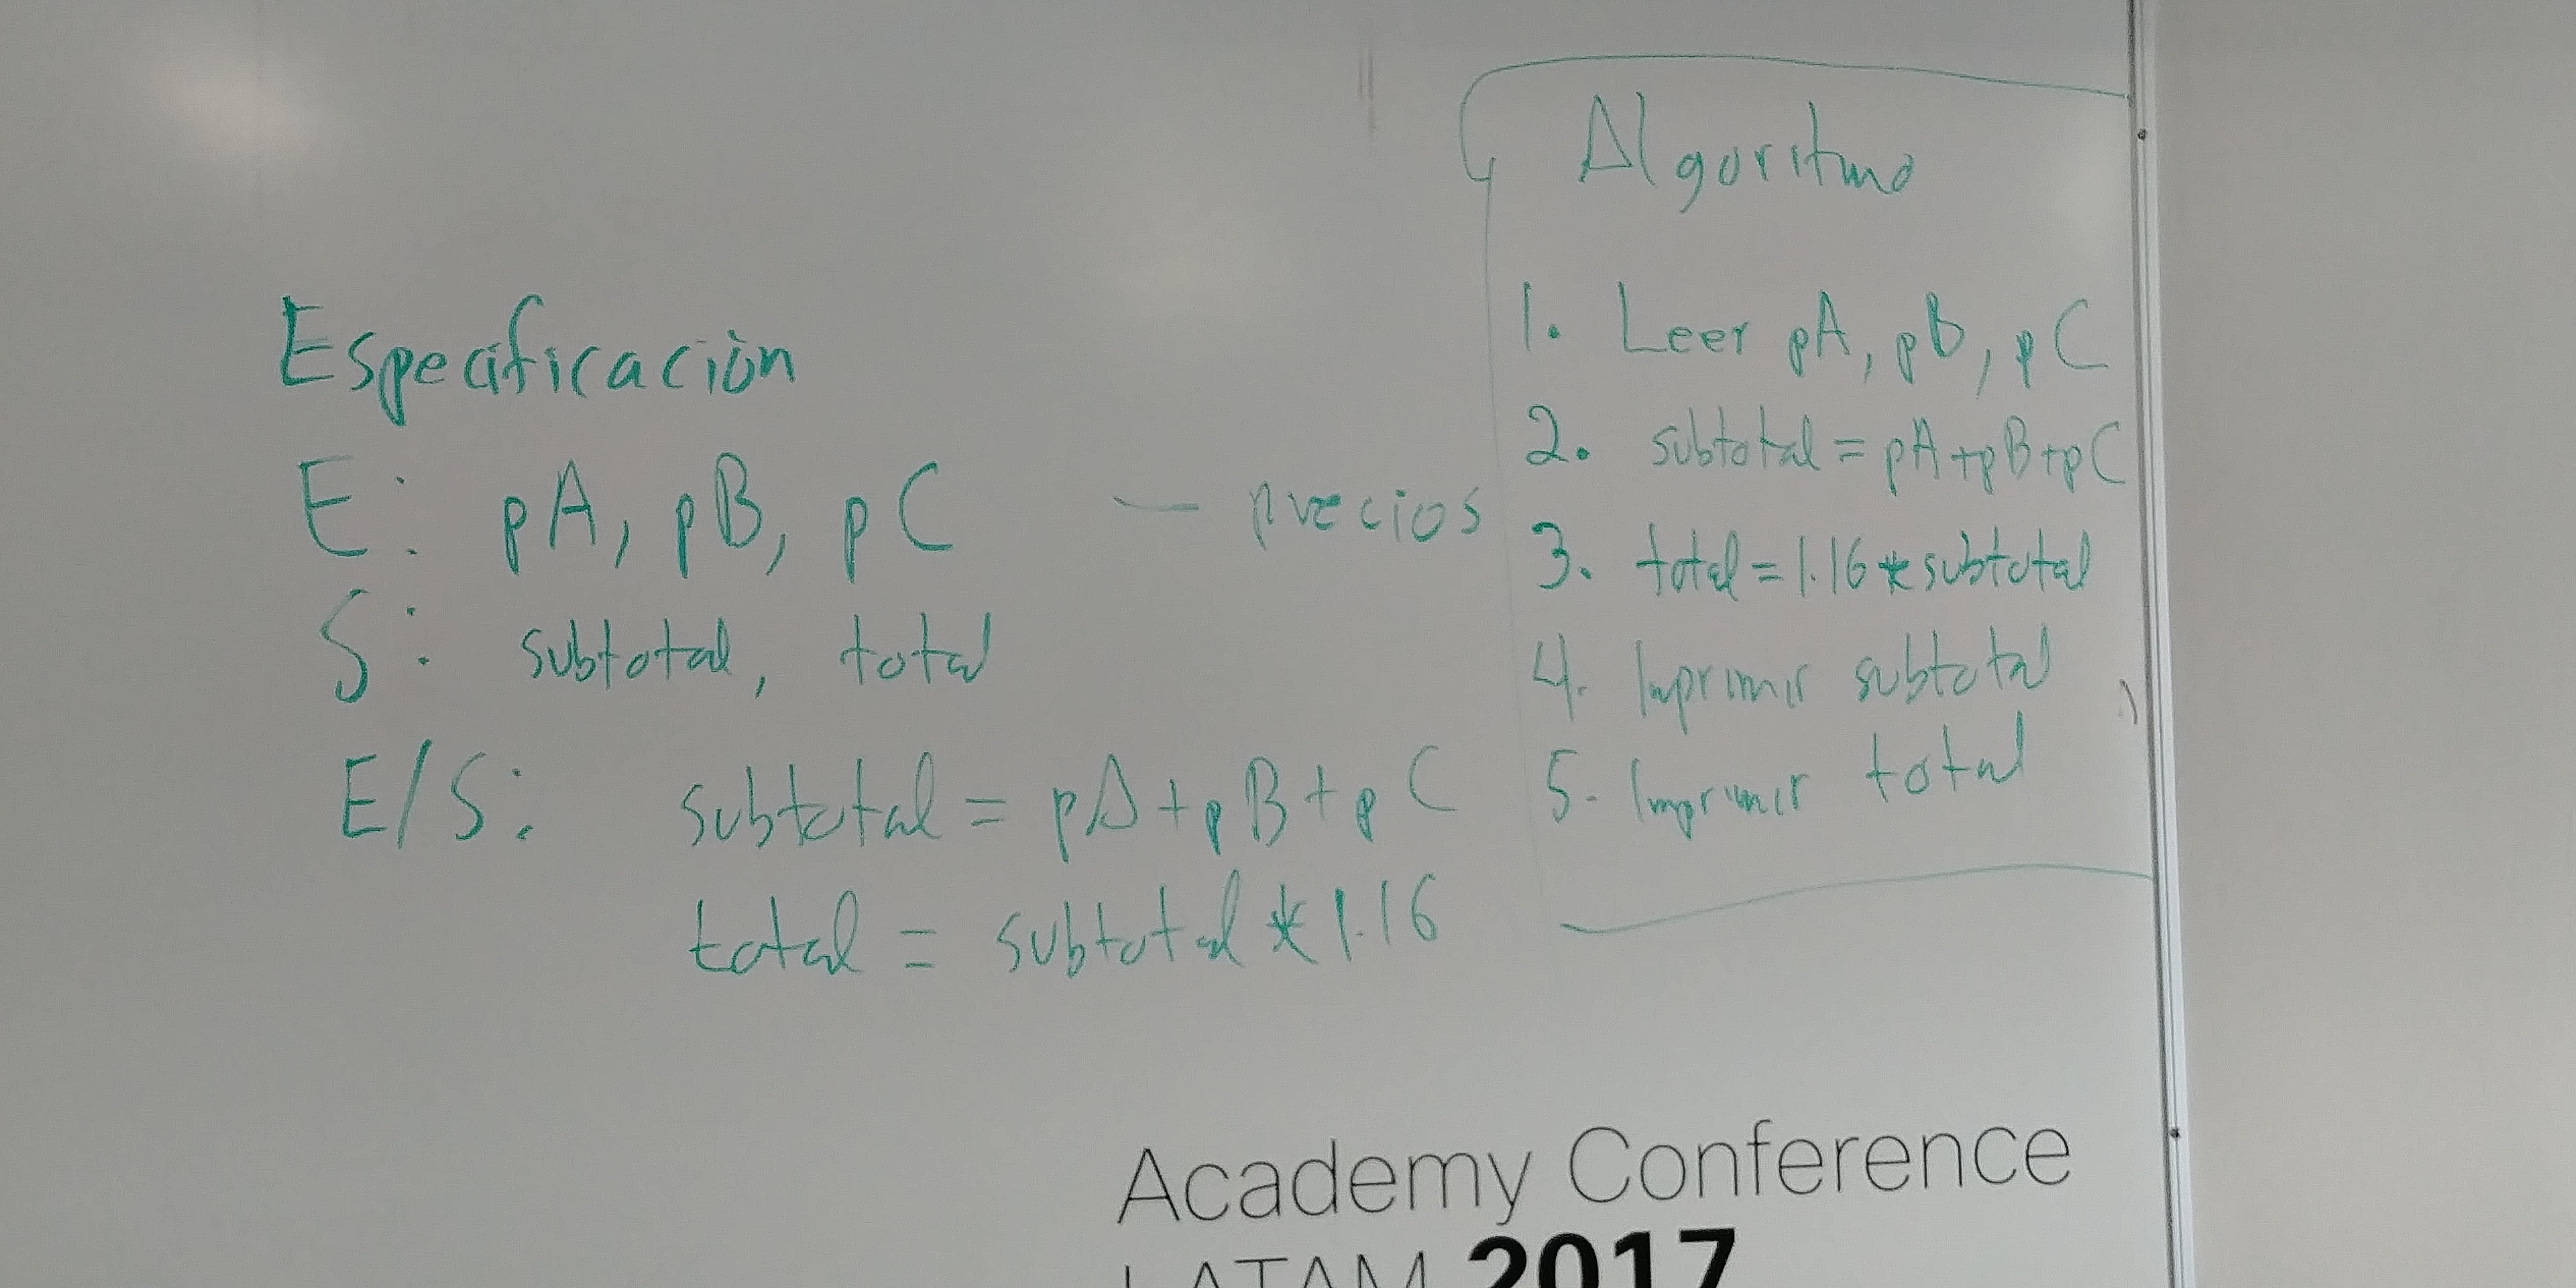 Especificación
E: pA, pB, pC — precios
S: subtotal, total
E/S: subtotal = pA+pB+pC
total = subtotal * 1.16
Algoritmo
1. Leer pA, pB, pC
2. subtotal = pA+pB+pC
3. total = 1.16 * subtotal
4. Imprimir subtotal
5. Imprimir total
Academy Conference
LATAM 2017